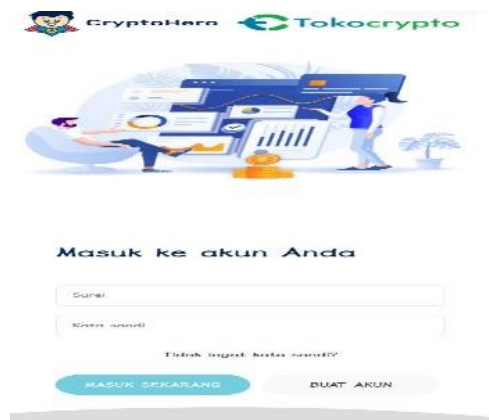 CryptoHero Tokocrypto
Masuk ke akun Anda
Surel
Kata sandi
Tidak ingat kata sandi?
MASUK SEKARANG BUAT AKUN